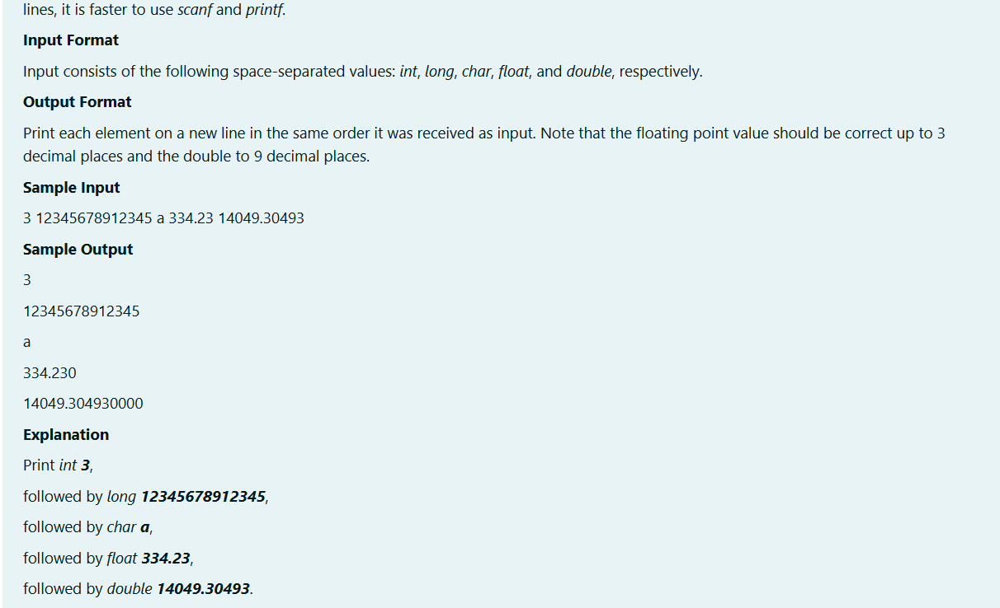 lines, it is faster to use scanf and printf.
Input Format
Input consists of the following space-separated values: int, long, char, float, and double, respectively.
Output Format
Print each element on a new line in the same order it was received as input. Note that the floating point value should be correct up to 3
decimal places and the double to 9 decimal places.
Sample Input
3 12345678912345 a 334.23 14049.30493
Sample Output
3
12345678912345
a
334.230
14049.304930000
Explanation
Print int 3,
followed by long 12345678912345,
followed by char a,
followed by float 334.23,
followed by double 14049.30493.